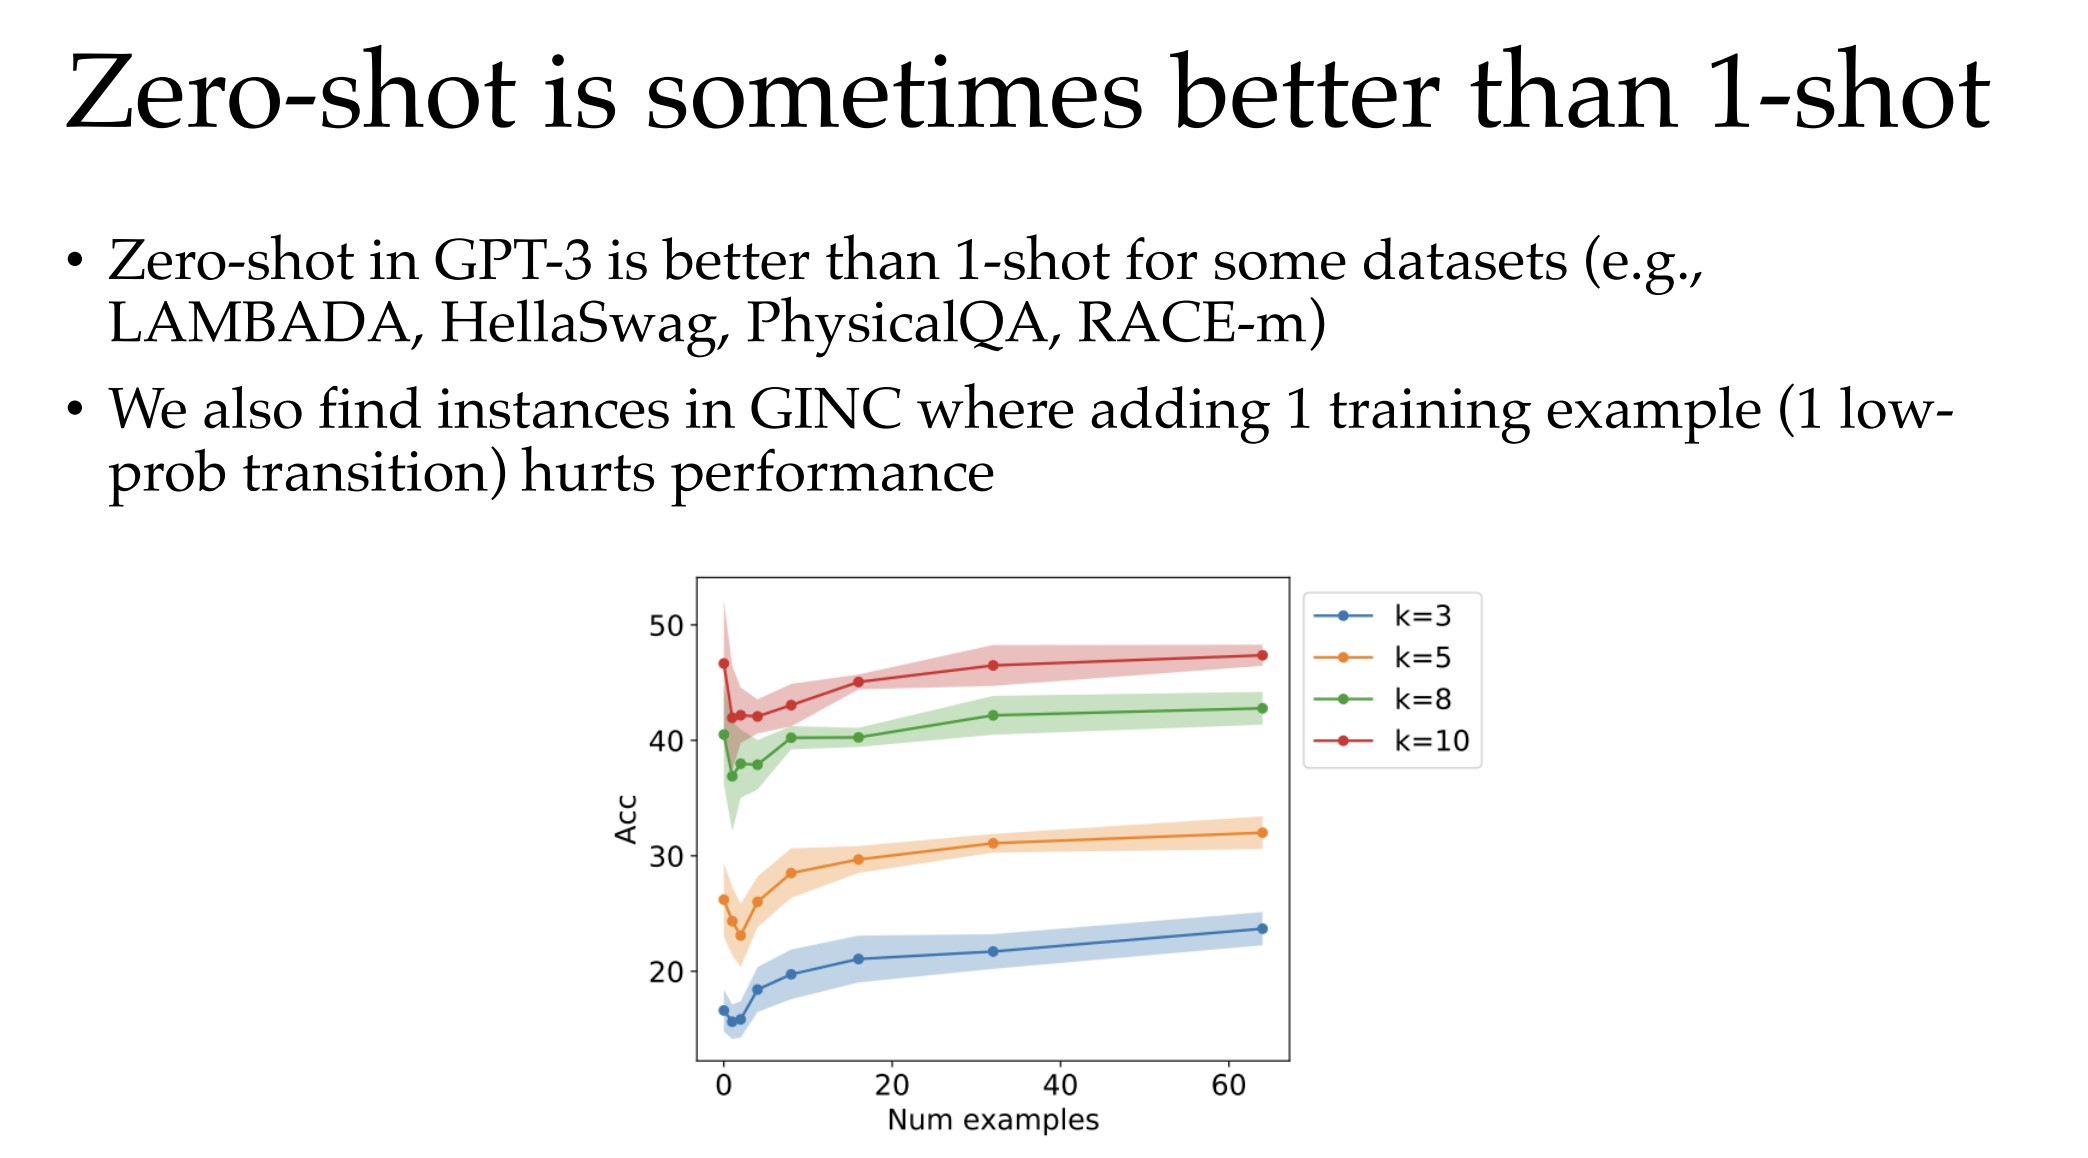 Zero-shot is sometimes better than 1-shot
• Zero-shot in GPT-3 is better than 1-shot for some datasets (e.g.,
LAMBADA, HellaSwag, PhysicalQA, RACE-m)
• We also find instances in GINC where adding 1 training example (1 low-
prob transition) hurts performance
50
40
30
20
Acc
0 20 40 60
Num examples
k=3
k=5
k=8
k=10